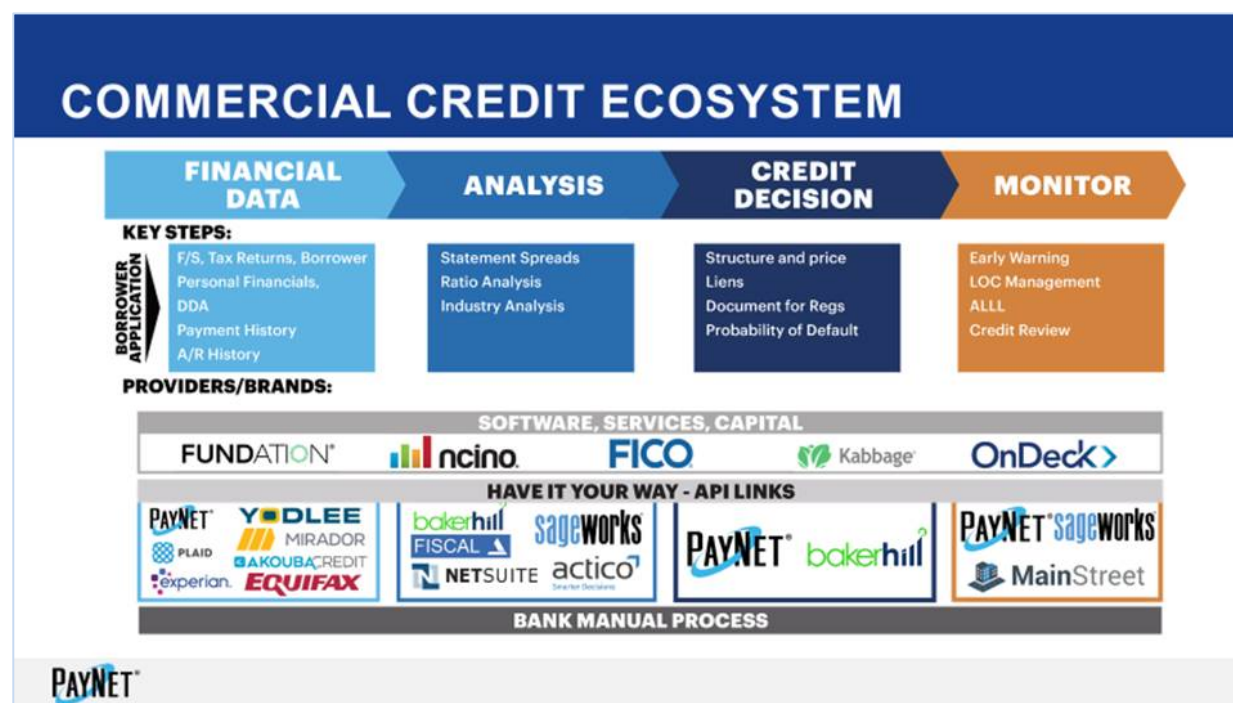 COMMERCIAL CREDIT ECOSYSTEM
FINANCIAL
DATA
ANALYSIS
CREDIT
DECISION
MONITOR
KEY STEPS:
BORROWER
APPLICATION
F/S, Tax Returns, Borrower
Personal Financials,
DDA
Payment History
A/R History
Statement Spreads
Ratio Analysis
Industry Analysis
Structure and price
Liens
Document for Regs
Probability of Default
Early Warning
LOC Management
ALLL
Credit Review
PROVIDERS/BRANDS:
SOFTWARE, SERVICES, CAPITAL
FUNDATION®
ncino.
FICO
Kabbage
OnDeck>
HAVE IT YOUR WAY - API LINKS
PAYNET®
YODLEE
MIRADOR
PLAID
AKOUBACREDIT
experian.
EQUIFAX
bakerhill
sageworks
FISCAL
NETSUITE
actico
Smarter Decisions
PAYNET®
bakerhill
PAYNET®
sageworks
MainStreet
BANK MANUAL PROCESS
PAYNET®